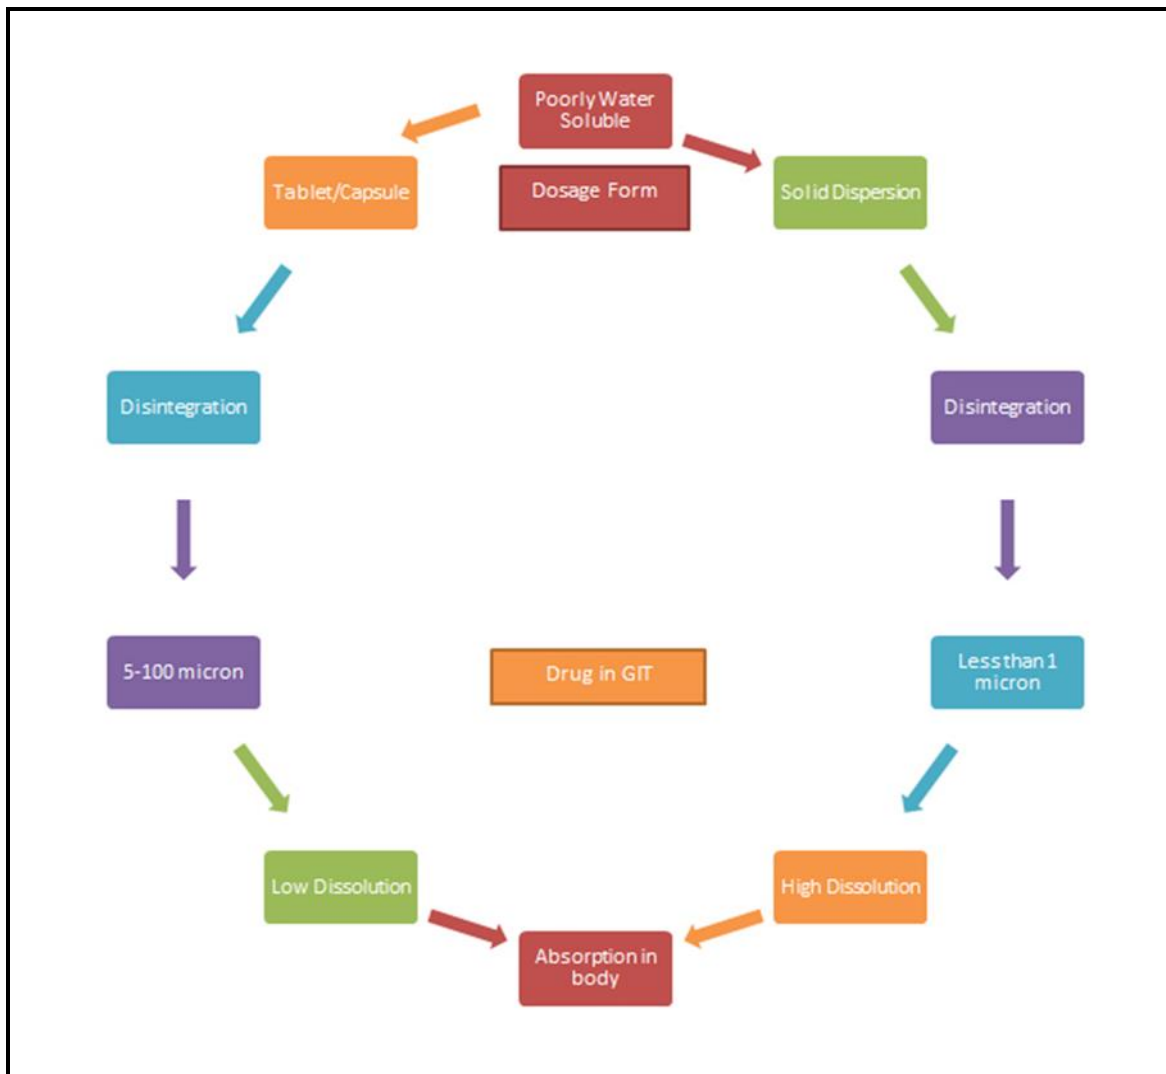 Poorly Water
Soluble
Tablet/Capsule
Dosage Form
Solid Dispersion
Disintegration
Disintegration
5-100 micron
Drug in GIT
Less than 1
micron
Low Dissolution
High Dissolution
Absorption in
body